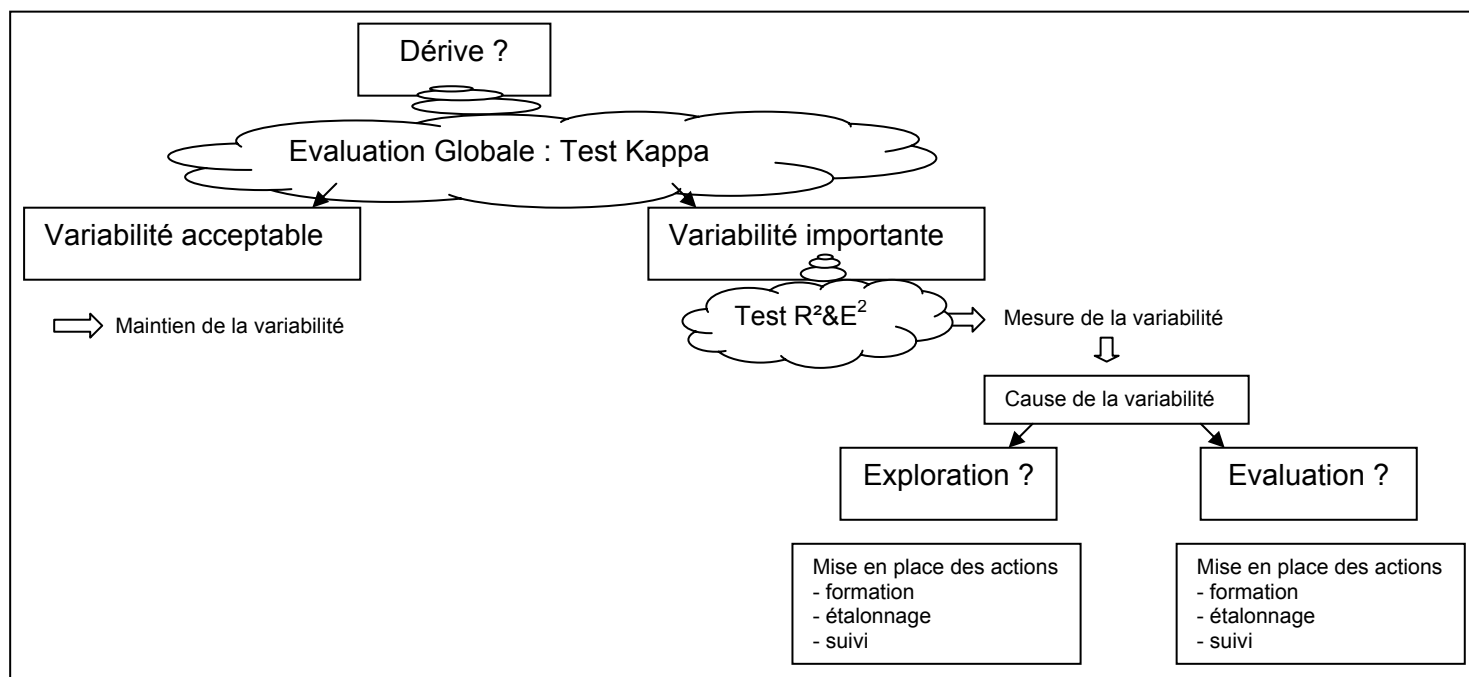 Dérive ?
Evaluation Globale : Test Kappa
Variabilité acceptable
Variabilité importante
Maintien de la variabilité
Test R²&E²
Mesure de la variabilité
Cause de la variabilité
Exploration ?
Evaluation ?
Mise en place des actions
- formation
- étalonnage
- suivi
Mise en place des actions
- formation
- étalonnage
- suivi